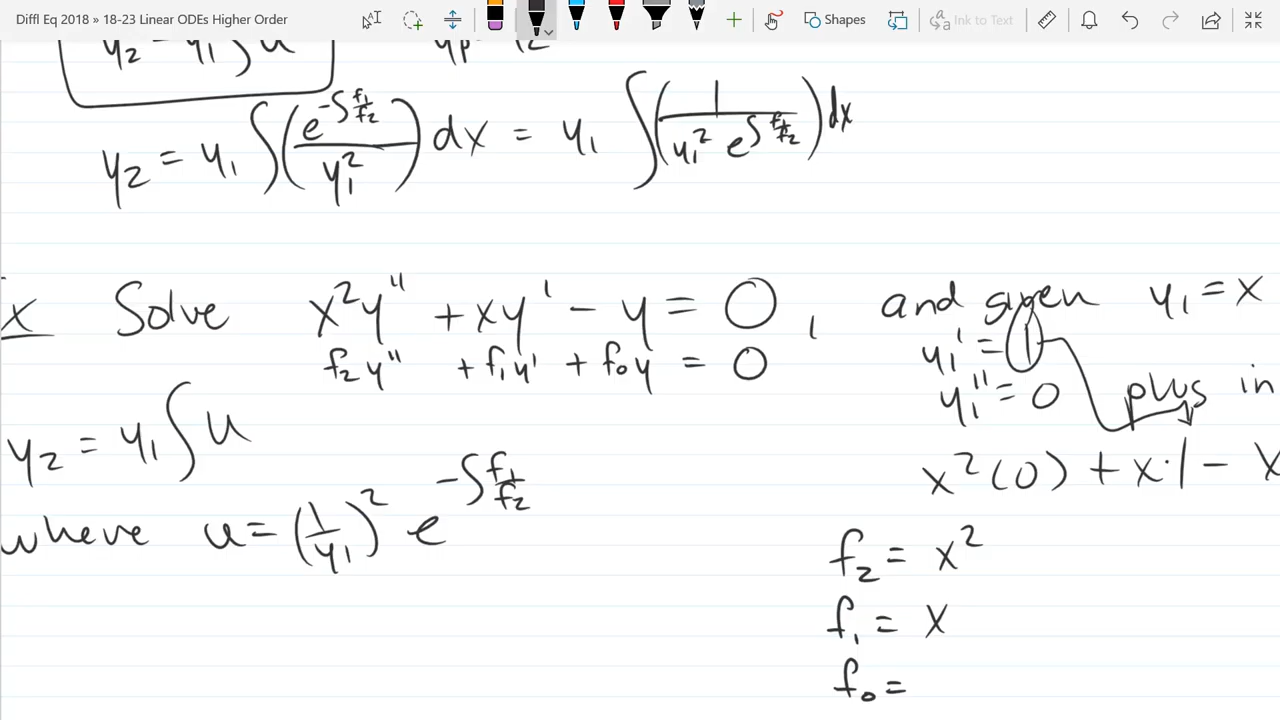 Diffl Eq 2018 » 18-23 Linear ODEs Higher Order
Shapes
Ink to Text
y₂ = y₁ ∫ u
y₂ = y₁ ∫ ( e^(-∫ f₁/f₂) / y₁² ) dx = y₁ ∫ ( 1 / ( y₁² e^(∫ f₁/f₂) ) ) dx
x Solve x²y'' + xy' - y = 0, and given y₁ = x
f₂y'' + f₁y' + f₀y = 0
y₁' = 1
y₁'' = 0 plug in
y₂ = y₁ ∫ u
x²(0) + x·1 - x
where u = (1/y₁)² e^(-∫ f₁/f₂)
f₂ = x²
f₁ = x
f₀ =